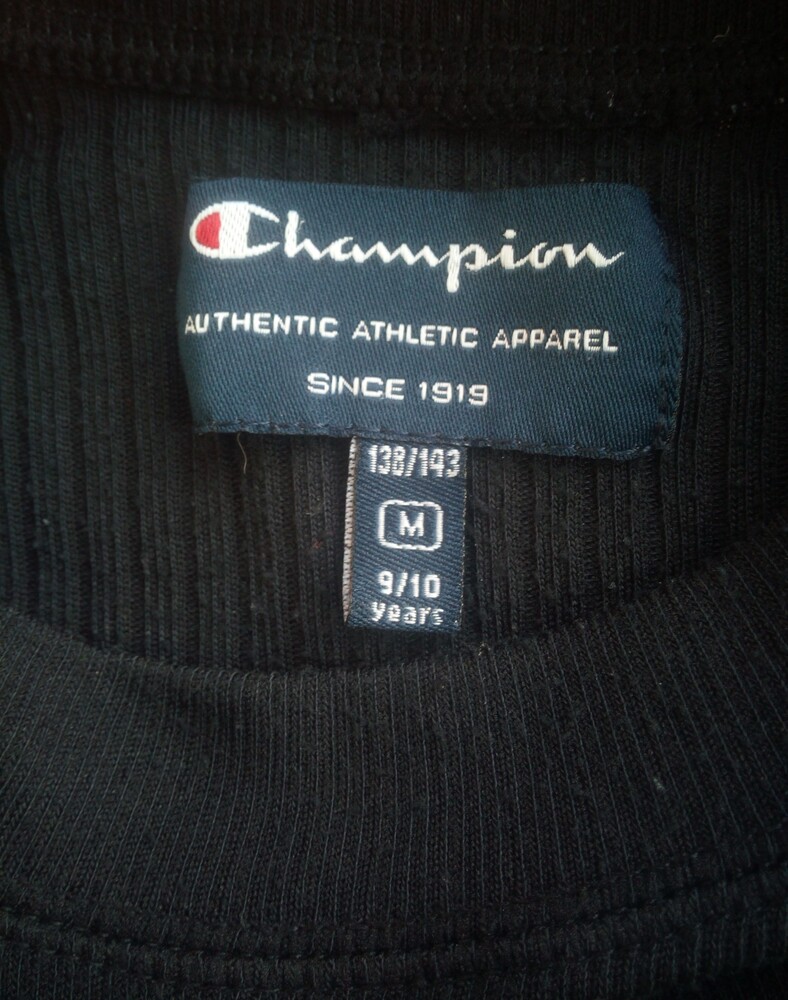 Champion
AUTHENTIC ATHLETIC APPAREL
SINCE 1919
138/143
M
9/10
years